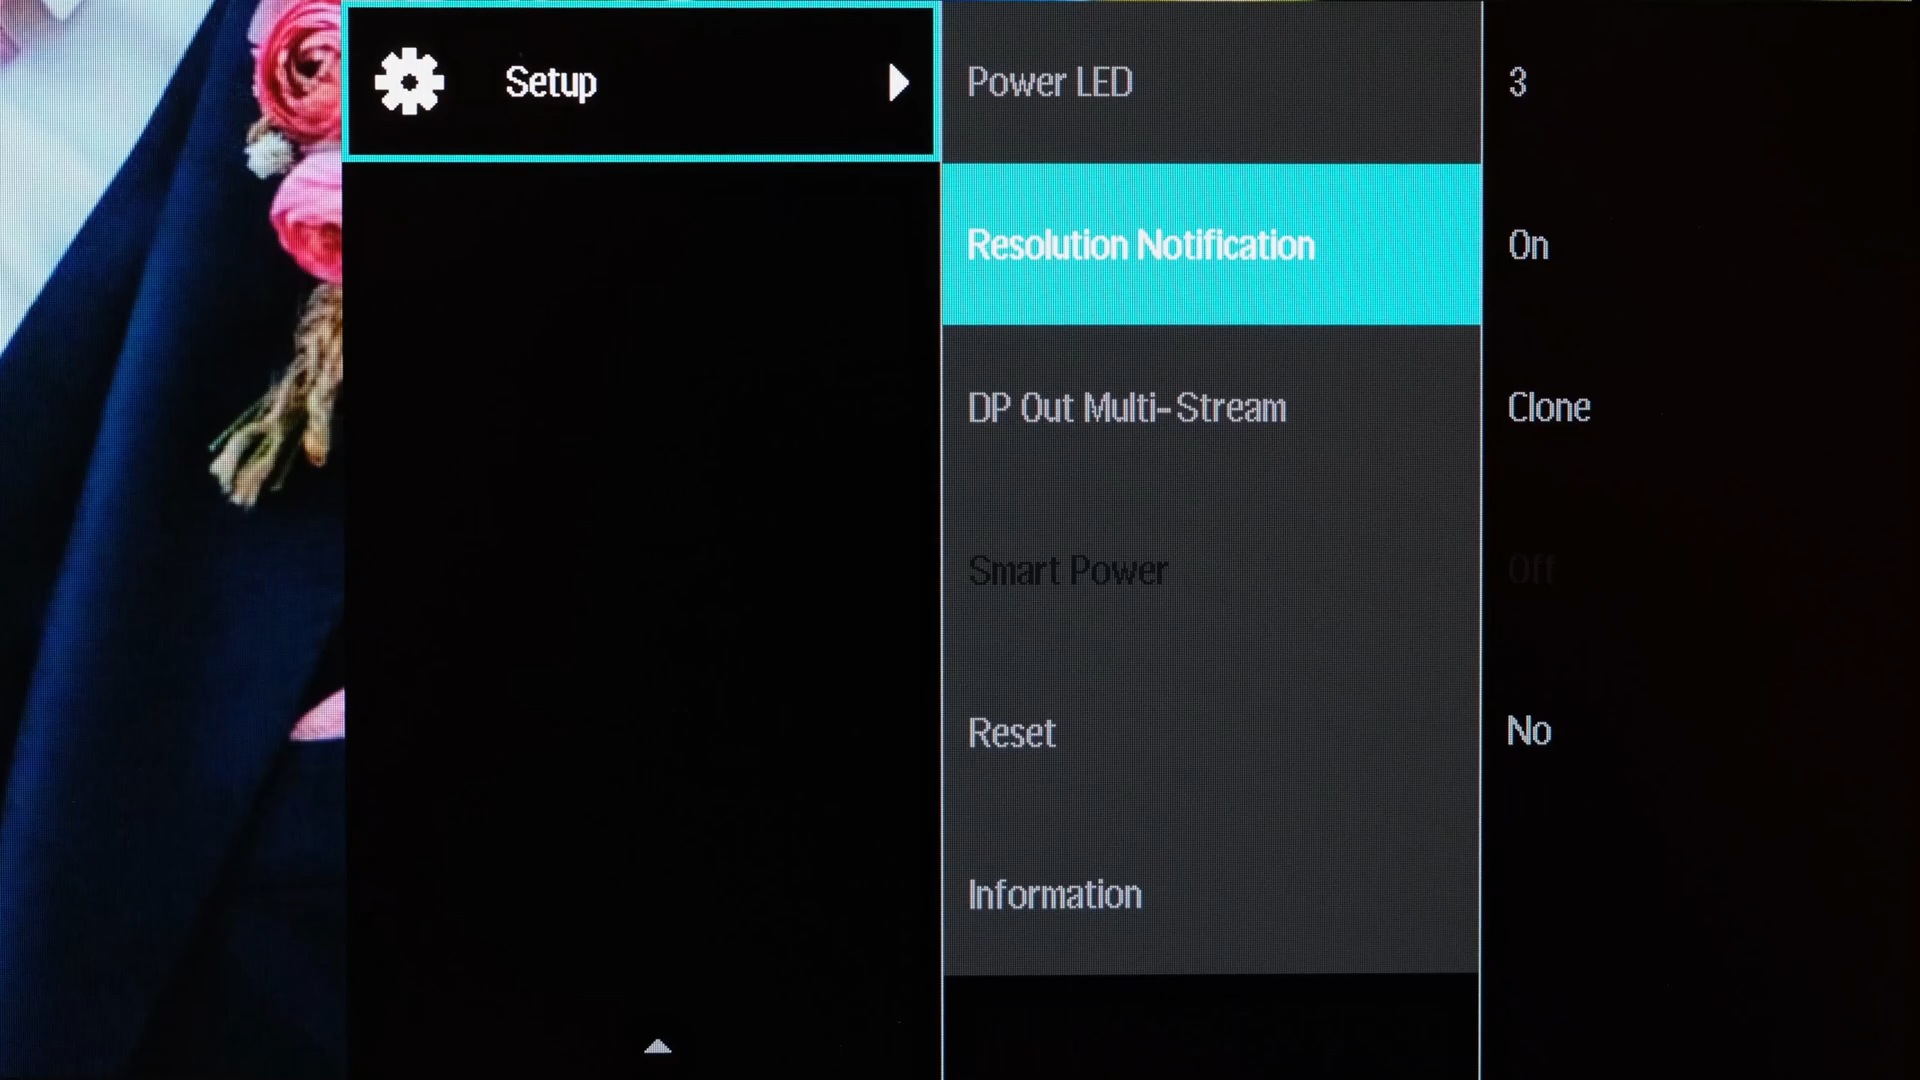 Setup
Power LED 3
Resolution Notification On
DP Out Multi-Stream Clone
Smart Power Off
Reset No
Information